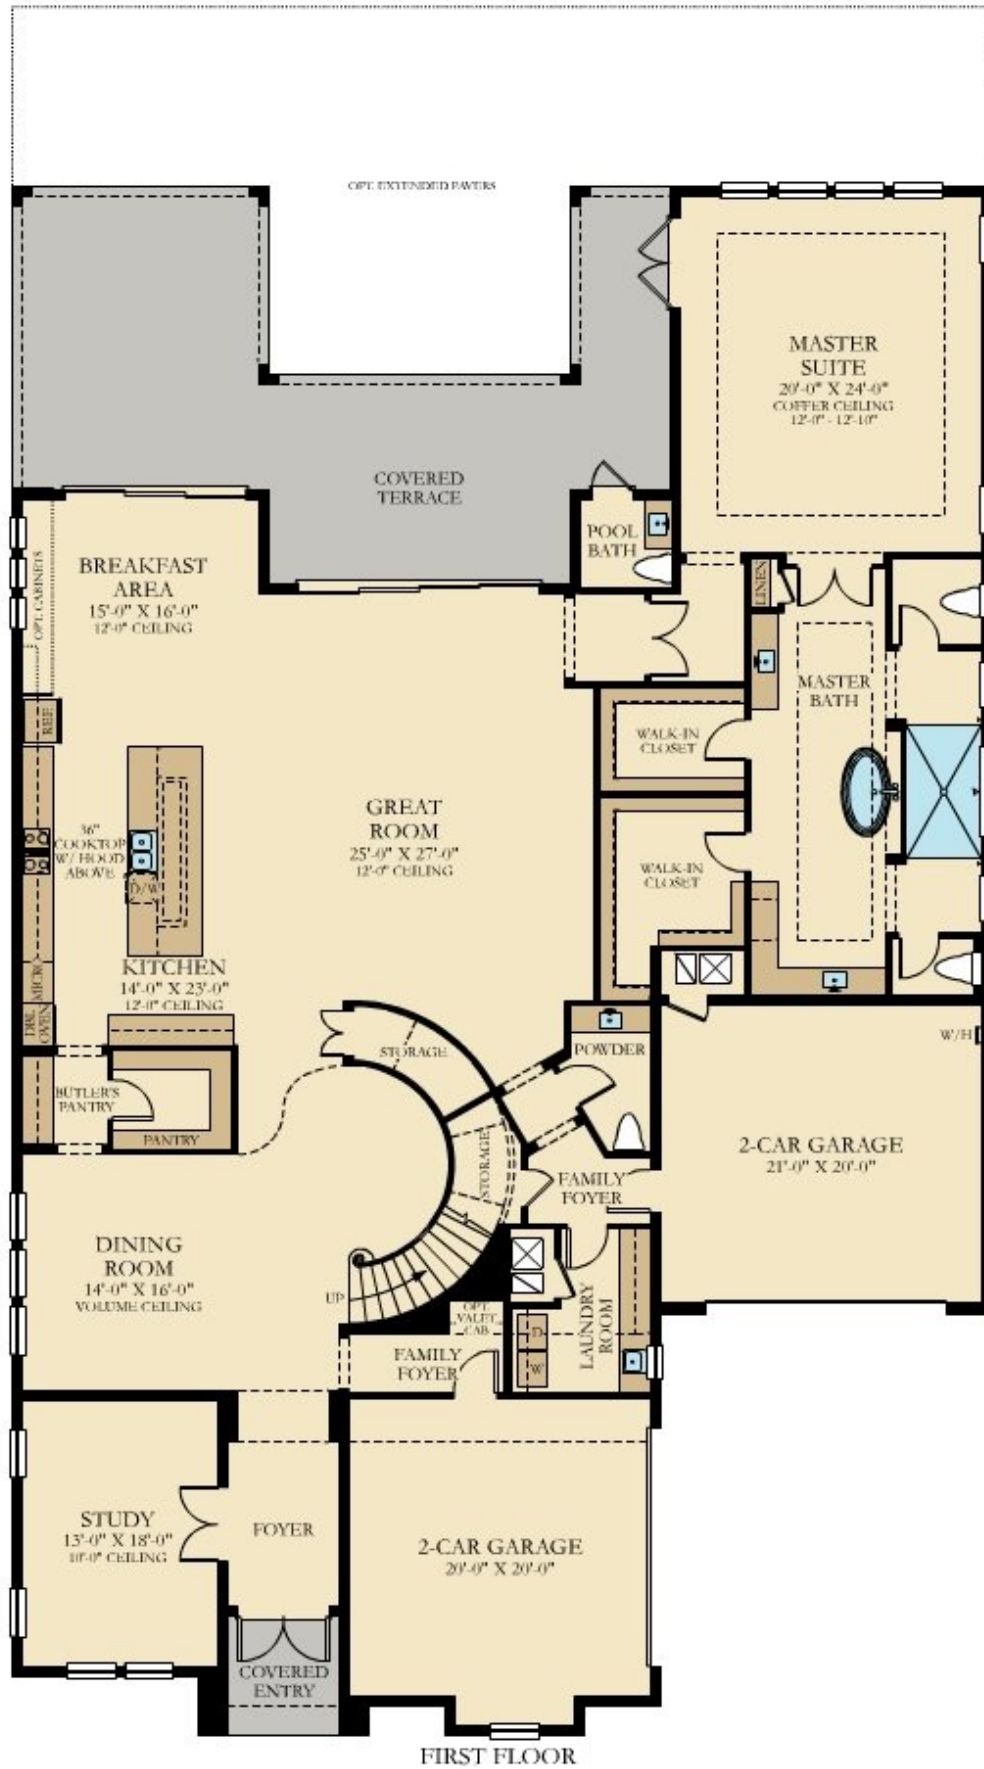 OPT. EXTENDED PAVERS
MASTER
SUITE
20'-0" X 24'-0"
COFFER CEILING
12'-0" - 12'-10"
COVERED
TERRACE
POOL
BATH
BREAKFAST
AREA
15'-0" X 16'-0"
12'-0" CEILING
OPT. CABINETS
LINEN
MASTER
BATH
REF.
WALK-IN
CLOSET
GREAT
ROOM
25'-0" X 27'-0"
12'-0" CEILING
36"
COOKTOP
W/ HOOD
ABOVE
D/W
WALK-IN
CLOSET
KITCHEN
14'-0" X 23'-0"
12'-0" CEILING
MICRO
DBL.
OVEN
STORAGE
POWDER
W/H
BUTLER'S
PANTRY
PANTRY
STORAGE
2-CAR GARAGE
21'-0" X 20'-0"
FAMILY
FOYER
DINING
ROOM
14'-0" X 16'-0"
VOLUME CEILING
UP
OPT.
VALET
CAB
LAUNDRY
ROOM
D
W
FAMILY
FOYER
STUDY
13'-0" X 18'-0"
10'-0" CEILING
FOYER
2-CAR GARAGE
20'-0" X 20'-0"
COVERED
ENTRY
FIRST FLOOR